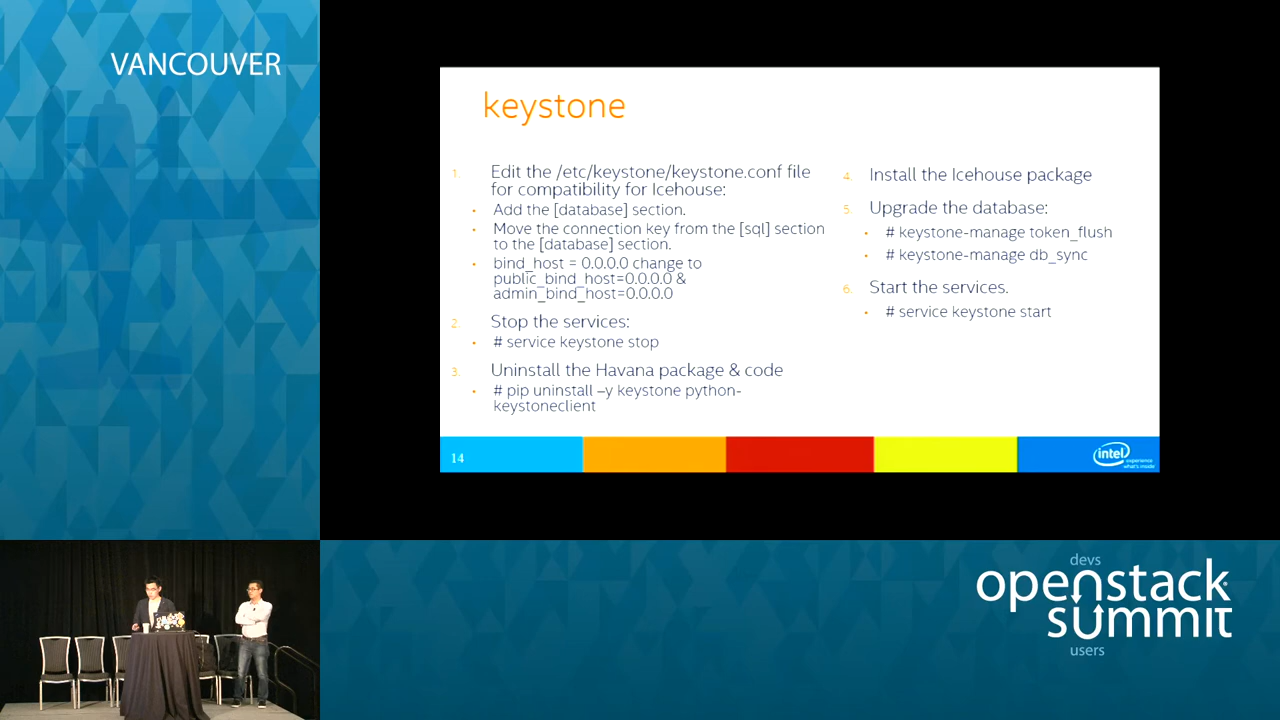 VANCOUVER
keystone
1. Edit the /etc/keystone/keystone.conf file
for compatibility for Icehouse:
• Add the [database] section.
• Move the connection key from the [sql] section
to the [database] section.
• bind_host = 0.0.0.0 change to
public_bind_host=0.0.0.0 &
admin_bind_host=0.0.0.0
2. Stop the services:
• # service keystone stop
3. Uninstall the Havana package & code
• # pip uninstall –y keystone python-
keystoneclient
4. Install the Icehouse package
5. Upgrade the database:
• # keystone-manage token_flush
• # keystone-manage db_sync
6. Start the services.
• # service keystone start
14
intel
experience
what's inside
devs
openstack
summit
users